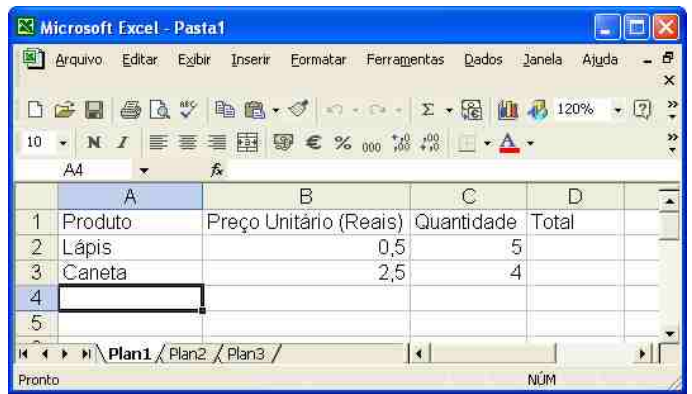 Microsoft Excel - Pasta1
Arquivo Editar Exibir Inserir Formatar Ferramentas Dados Janela Ajuda
120%
10 N I € % 000
A4 fx
A B C D
1 Produto Preço Unitário (Reais) Quantidade Total
2 Lápis 0,5 5
3 Caneta 2,5 4
4
5
Plan1 Plan2 Plan3
Pronto NÚM